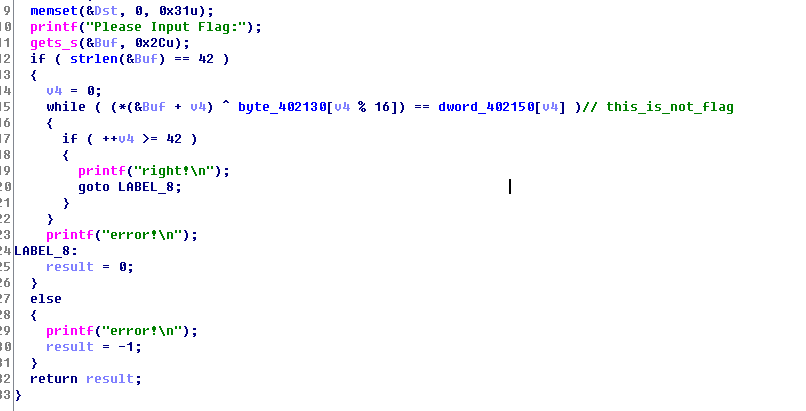 9 memset(&Dst, 0, 0x31u);
10 printf("Please Input Flag:");
11 gets_s(&Buf, 0x2Cu);
12 if ( strlen(&Buf) == 42 )
13 {
14 v4 = 0;
15 while ( (*(&Buf + v4) ^ byte_402130[v4 % 16]) == dword_402150[v4] )// this_is_not_flag
16 {
17 if ( ++v4 >= 42 )
18 {
19 printf("right!\n");
20 goto LABEL_8;
21 }
22 }
23 printf("error!\n");
24 LABEL_8:
25 result = 0;
26 }
27 else
28 {
29 printf("error!\n");
30 result = -1;
31 }
32 return result;
33 }